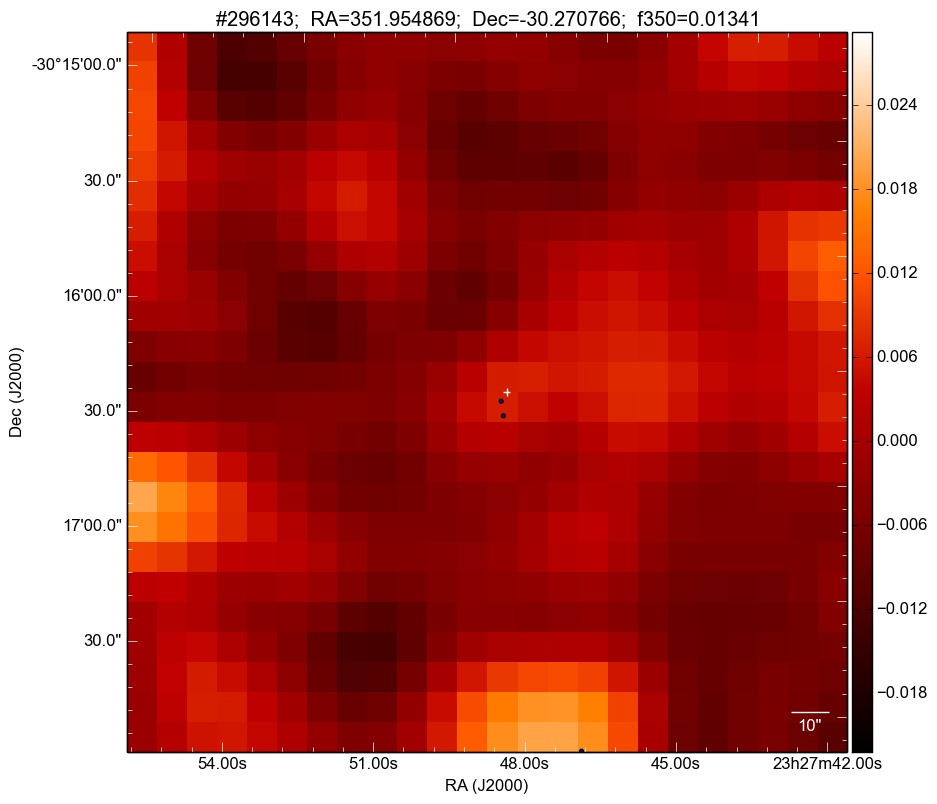 #296143;  RA=351.954869;  Dec=-30.270766;  f350=0.01341
-30°15'00.0"
30.0"
16'00.0"
30.0"
17'00.0"
30.0"
Dec (J2000)
54.00s
51.00s
48.00s
45.00s
23h27m42.00s
RA (J2000)
10"
0.024
0.018
0.012
0.006
0.000
−0.006
−0.012
−0.018